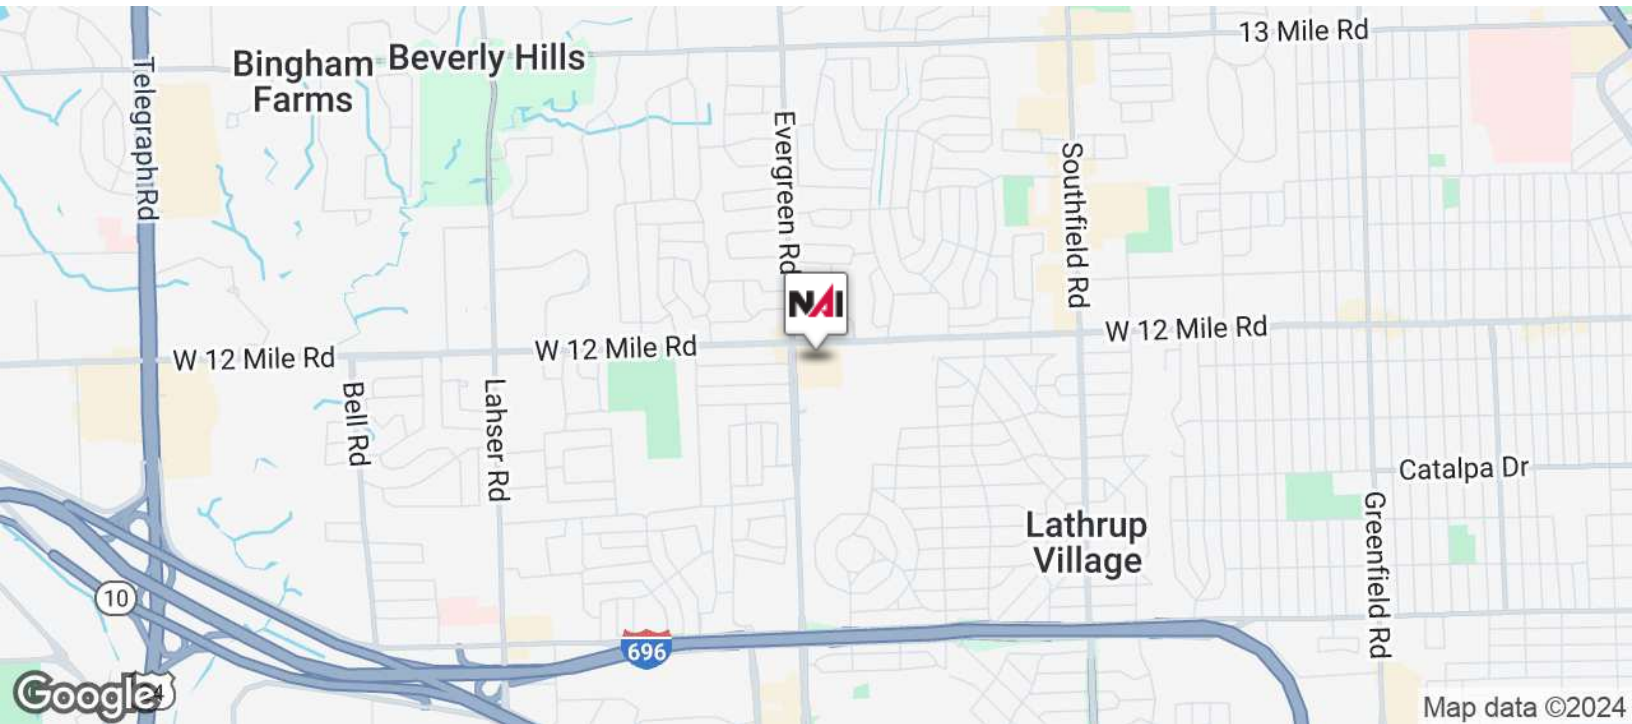 13 Mile Rd
Bingham
Farms
Beverly Hills
Telegraph Rd
Evergreen Rd
Southfield Rd
NAI
W 12 Mile Rd
W 12 Mile Rd
W 12 Mile Rd
Bell Rd
Lahser Rd
Catalpa Dr
Lathrup
Village
Greenfield Rd
10
696
Google
Map data ©2024